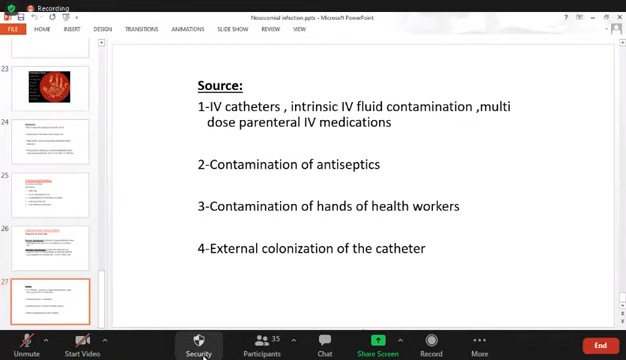 Recording
Nosocomial infection.pptx - Microsoft PowerPoint
FILE HOME INSERT DESIGN TRANSITIONS ANIMATIONS SLIDE SHOW REVIEW VIEW
23
24
25
26
27
Source:
1-IV catheters , intrinsic IV fluid contamination ,multi
dose parenteral IV medications
2-Contamination of antiseptics
3-Contamination of hands of health workers
4-External colonization of the catheter
Unmute Start Video Security Participants 35 Chat Share Screen Record More End